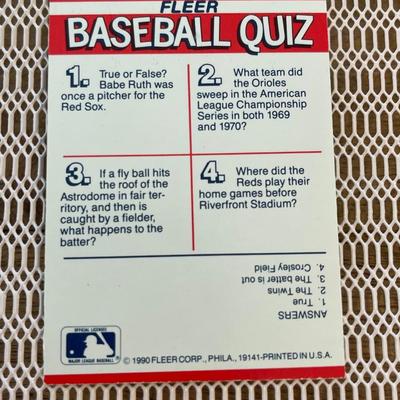 FLEER
BASEBALL QUIZ
1. True or False?
Babe Ruth was
once a pitcher for the
Red Sox.
2. What team did
the Orioles
sweep in the American
League Championship
Series in both 1969
and 1970?
3. If a fly ball hits
the roof of the
Astrodome in fair ter-
ritory, and then is
caught by a fielder,
what happens to the
batter?
4. Where did the
Reds play their
home games before
Riverfront Stadium?
ANSWERS
1. True
2. The Twins
3. The batter is out
4. Crosley Field
OFFICIAL LICENSEE
MAJOR LEAGUE BASEBALL
© 1990 FLEER CORP., PHILA., 19141-PRINTED IN U.S.A.